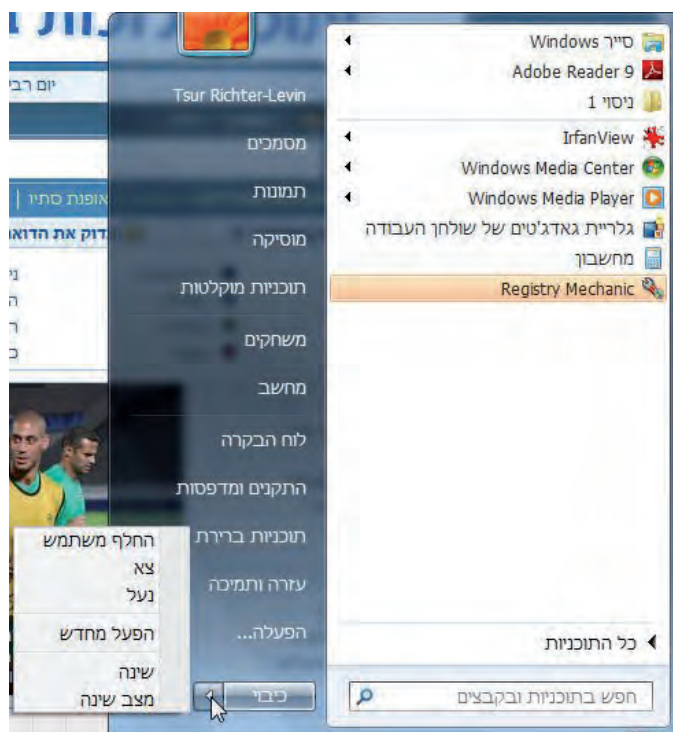 סייר Windows
Adobe Reader 9
ניסוי 1
IrfanView
Windows Media Center
Windows Media Player
גלריית גאדג'טים של שולחן העבודה
מחשבון
Registry Mechanic
כל התוכניות
חפש בתוכניות ובקבצים
Tsur Richter-Levin
מסמכים
תמונות
מוסיקה
תוכניות מוקלטות
משחקים
מחשב
לוח הבקרה
התקנים ומדפסות
תוכניות ברירת
עזרה ותמיכה
הפעלה...
כיבוי
החלף משתמש
צא
נעל
הפעל מחדש
שינה
מצב שינה
יום רבי
אופנת סתיו |
דוק את הדואר